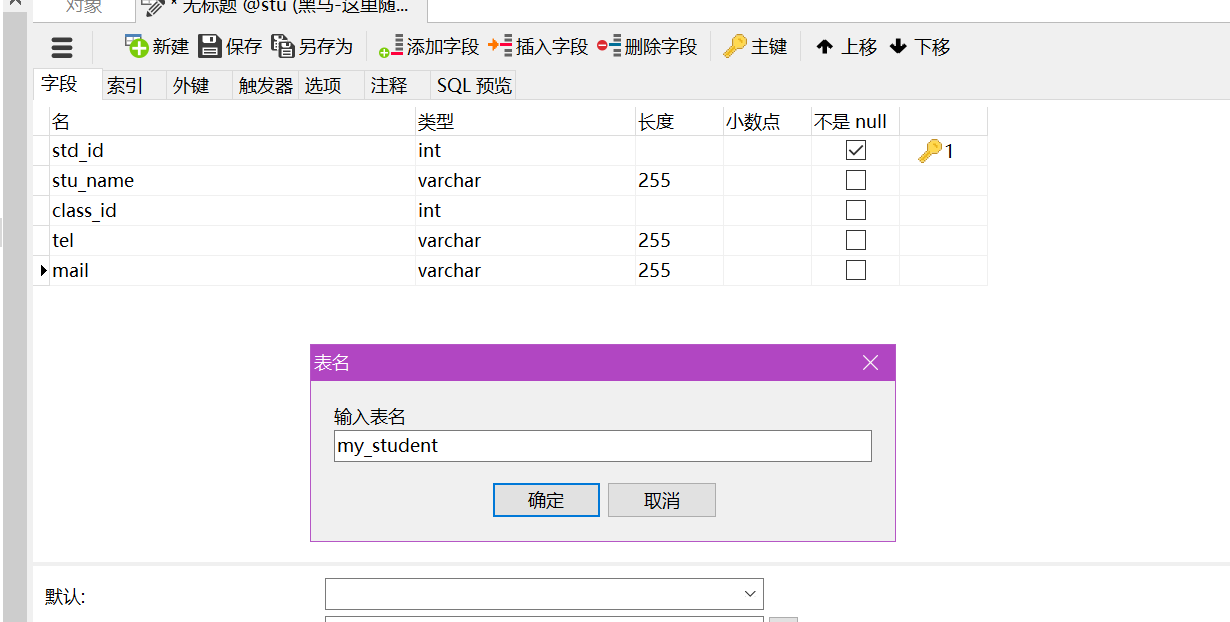 对象
* 无标题 @stu (黑马-这里随...
新建 保存 另存为 添加字段 插入字段 删除字段 主键 上移 下移
字段 索引 外键 触发器 选项 注释 SQL 预览
名 类型 长度 小数点 不是 null
std_id int 1
stu_name varchar 255
class_id int
tel varchar 255
mail varchar 255
表名
输入表名
my_student
确定 取消
默认: